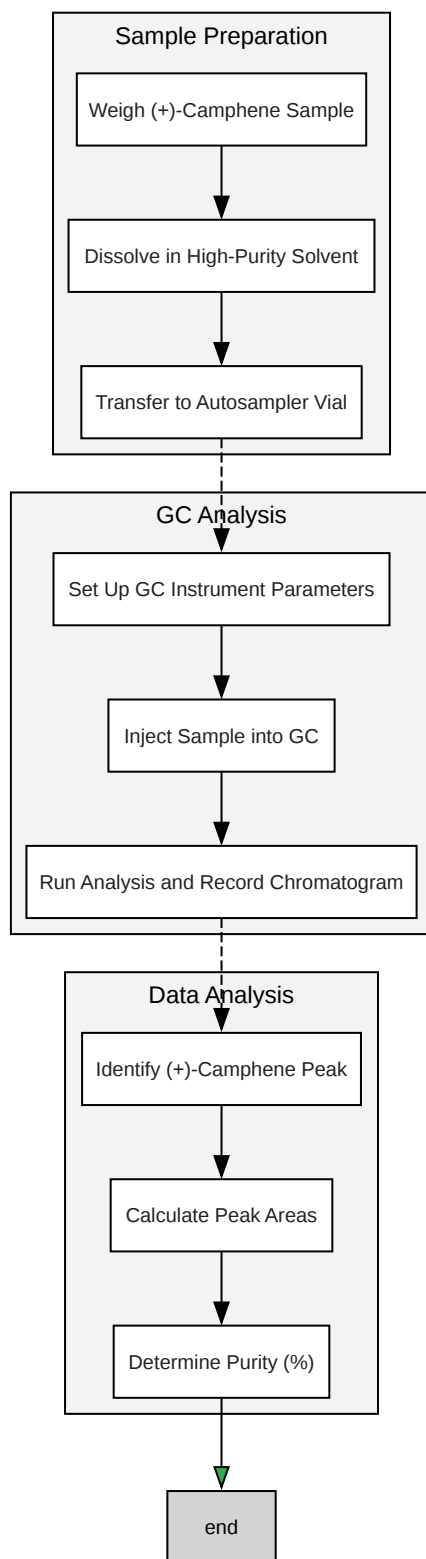 Sample Preparation
Weigh (+)-Camphene Sample
Dissolve in High-Purity Solvent
Transfer to Autosampler Vial
GC Analysis
Set Up GC Instrument Parameters
Inject Sample into GC
Run Analysis and Record Chromatogram
Data Analysis
Identify (+)-Camphene Peak
Calculate Peak Areas
Determine Purity (%)
end